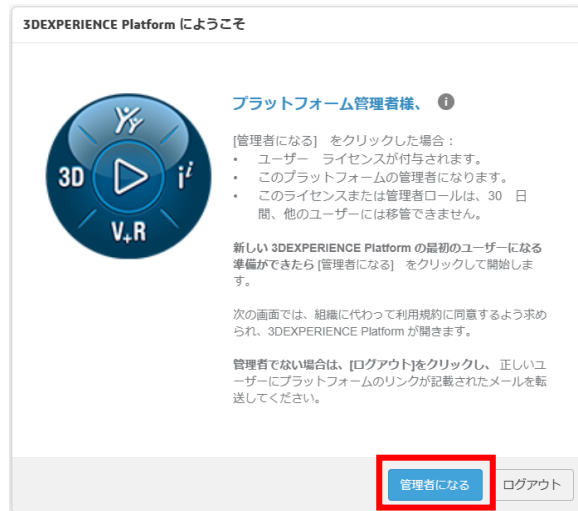 3DEXPERIENCE Platform にようこそ
プラットフォーム管理者様、 i
[管理者になる] をクリックした場合：
• ユーザー ライセンスが付与されます。
• このプラットフォームの管理者になります。
• このライセンスまたは管理者ロールは、30 日
間、他のユーザーには移管できません。
新しい 3DEXPERIENCE Platform の最初のユーザーになる
準備ができたら [管理者になる] をクリックして開始しま
す。
次の画面では、組織に代わって利用規約に同意するよう求め
られ、3DEXPERIENCE Platform が開きます。
管理者でない場合は、[ログアウト]をクリックし、 正しいユ
ーザーにプラットフォームのリンクが記載されたメールを転
送してください。
3D
i²
V+R
管理者になる
ログアウト